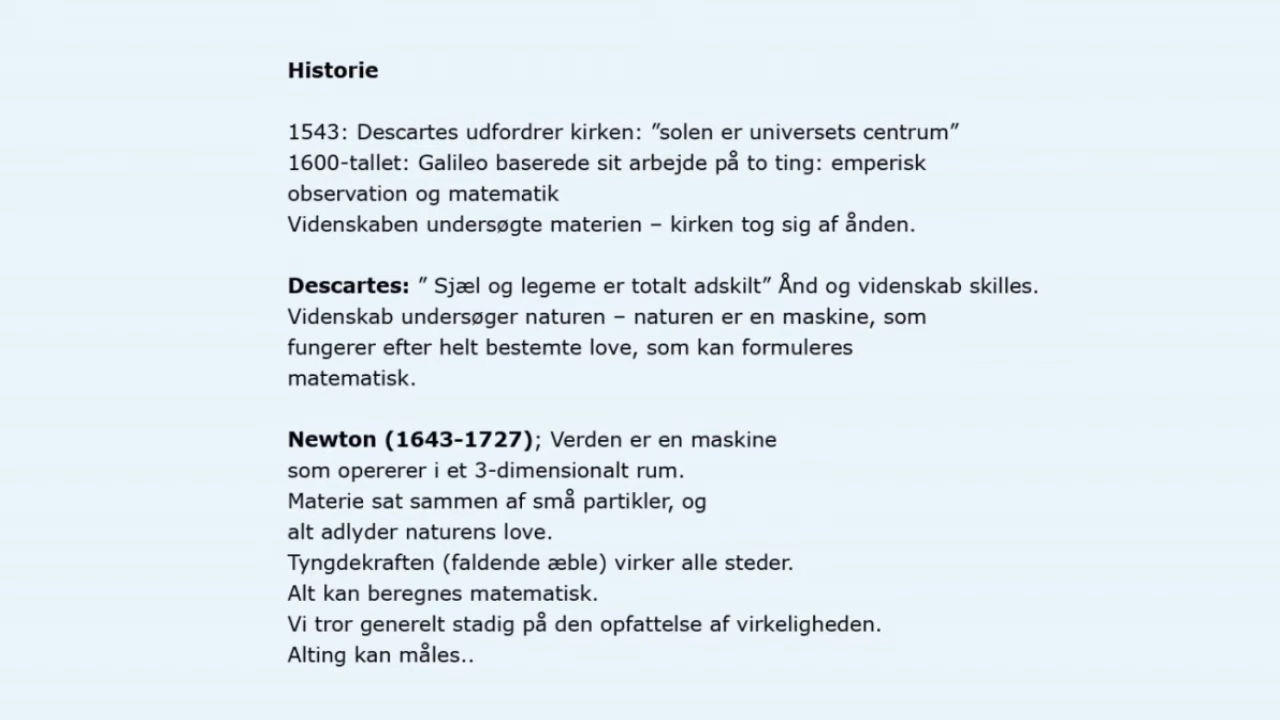 Historie
1543: Descartes udfordrer kirken: ”solen er universets centrum”
1600-tallet: Galileo baserede sit arbejde på to ting: emperisk
observation og matematik
Videnskaben undersøgte materien – kirken tog sig af ånden.
Descartes: ” Sjæl og legeme er totalt adskilt” Ånd og videnskab skilles.
Videnskab undersøger naturen – naturen er en maskine, som
fungerer efter helt bestemte love, som kan formuleres
matematisk.
Newton (1643-1727); Verden er en maskine
som opererer i et 3-dimensionalt rum.
Materie sat sammen af små partikler, og
alt adlyder naturens love.
Tyngdekraften (faldende æble) virker alle steder.
Alt kan beregnes matematisk.
Vi tror generelt stadig på den opfattelse af virkeligheden.
Alting kan måles..